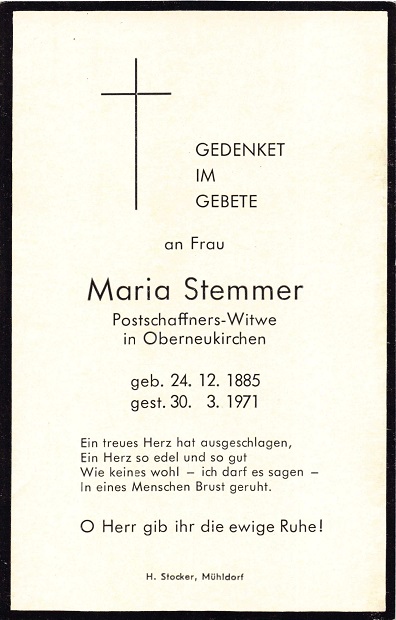 GEDENKET
IM
GEBETE
an Frau
Maria Stemmer
Postschaffners-Witwe
in Oberneukirchen
geb. 24. 12. 1885
gest. 30. 3. 1971
Ein treues Herz hat ausgeschlagen,
Ein Herz so edel und so gut
Wie keines wohl – ich darf es sagen –
In eines Menschen Brust geruht.
O Herr gib ihr die ewige Ruhe!
H. Stocker, Mühldorf